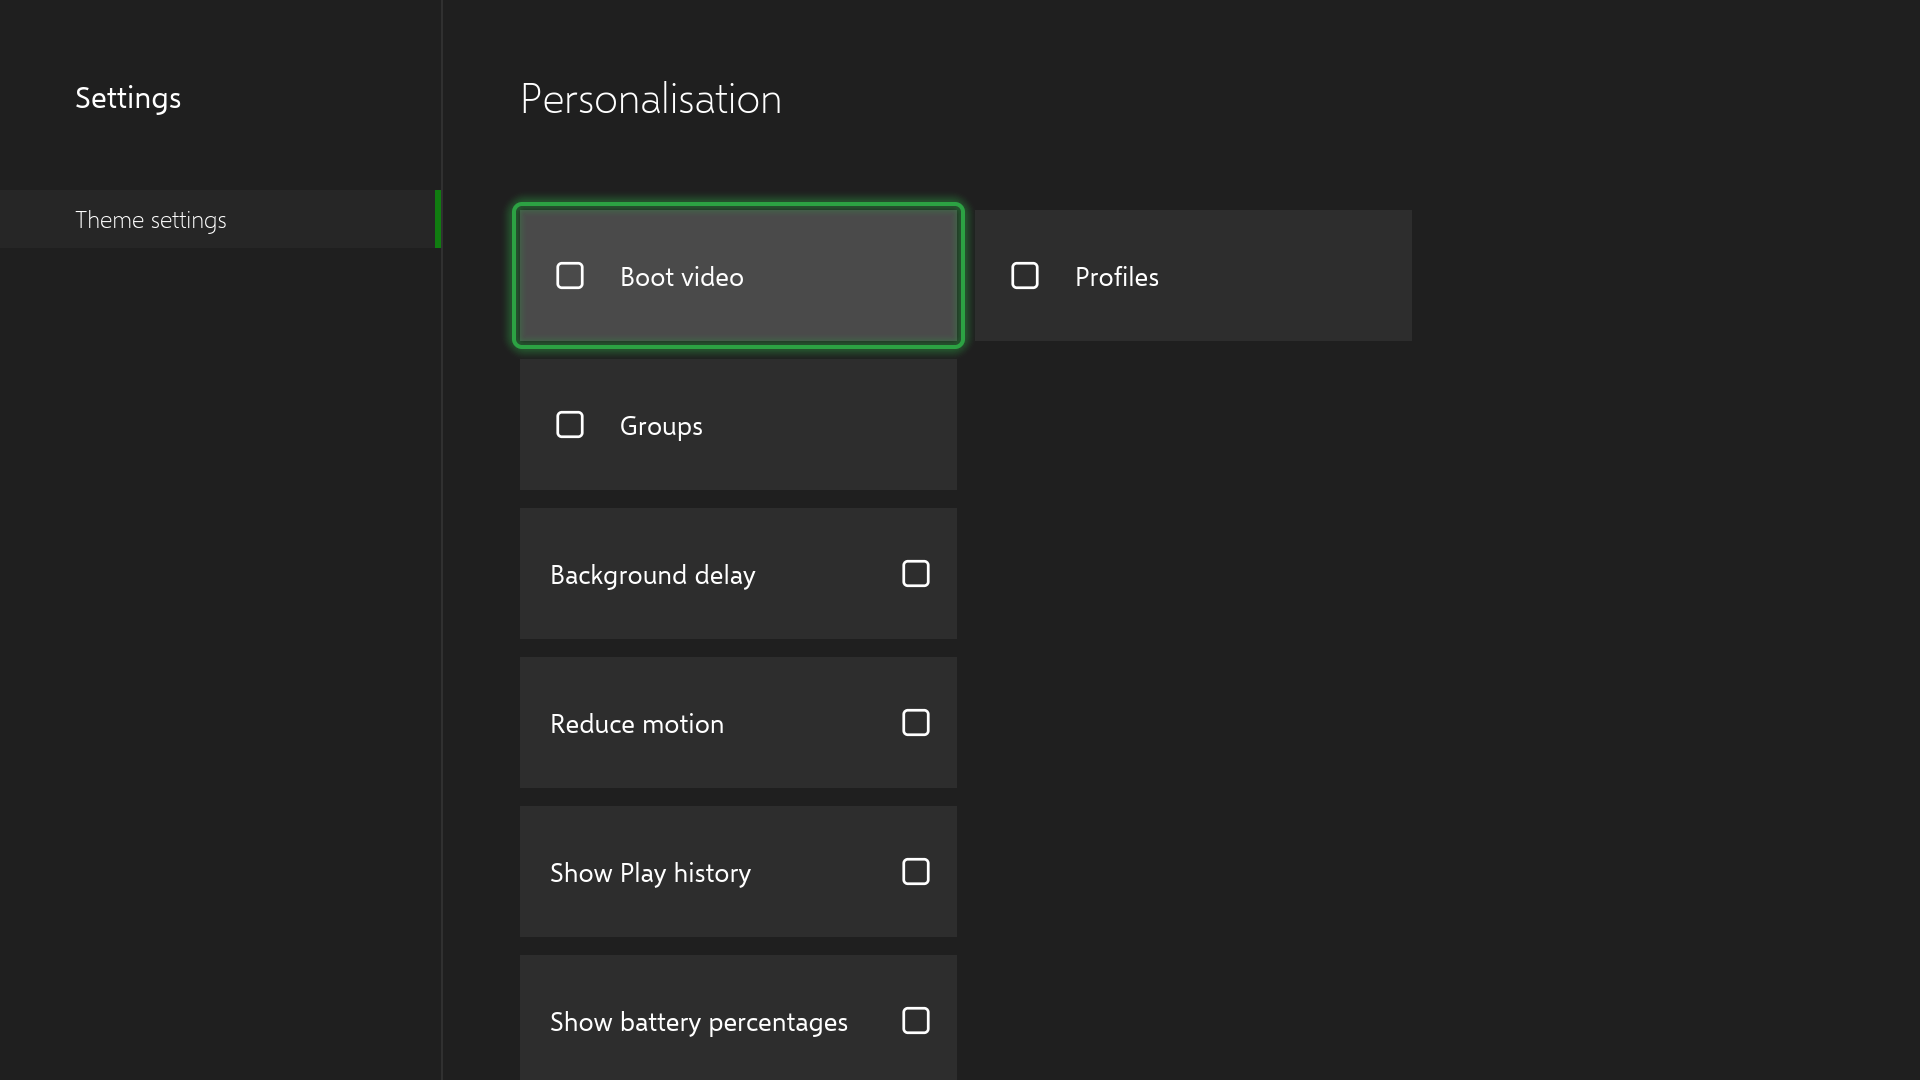 Settings
Theme settings
Personalisation
Boot video
Profiles
Groups
Background delay
Reduce motion
Show Play history
Show battery percentages